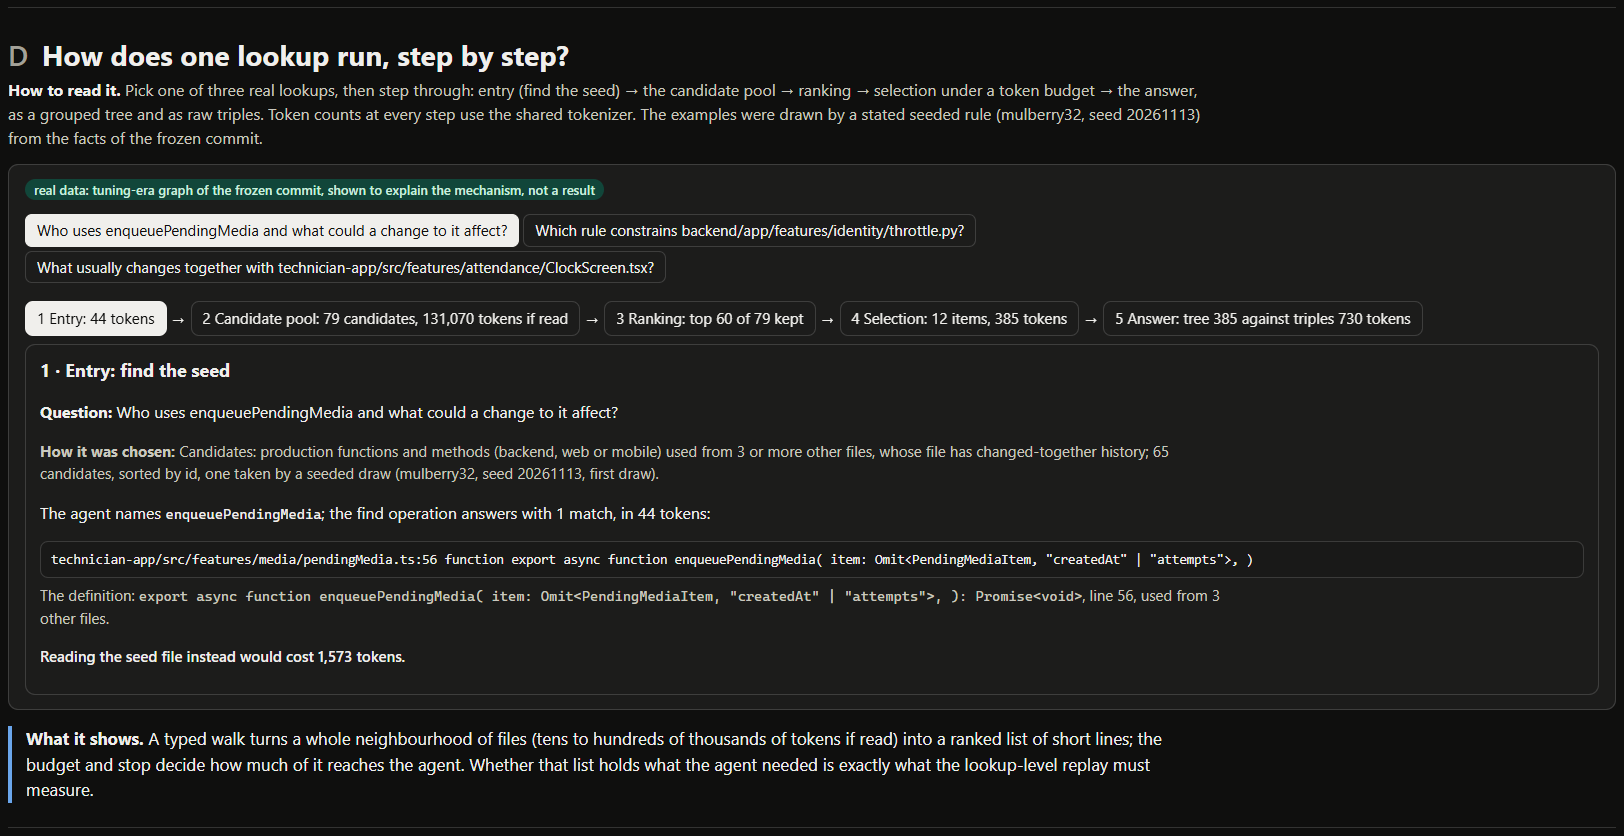 D How does one lookup run, step by step?
How to read it. Pick one of three real lookups, then step through: entry (find the seed) → the candidate pool → ranking → selection under a token budget → the answer,
as a grouped tree and as raw triples. Token counts at every step use the shared tokenizer. The examples were drawn by a stated seeded rule (mulberry32, seed 20261113)
from the facts of the frozen commit.
real data: tuning-era graph of the frozen commit, shown to explain the mechanism, not a result
Who uses enqueuePendingMedia and what could a change to it affect? Which rule constrains backend/app/features/identity/throttle.py?
What usually changes together with technician-app/src/features/attendance/ClockScreen.tsx?
1 Entry: 44 tokens → 2 Candidate pool: 79 candidates, 131,070 tokens if read → 3 Ranking: top 60 of 79 kept → 4 Selection: 12 items, 385 tokens → 5 Answer: tree 385 against triples 730 tokens
1 · Entry: find the seed
Question: Who uses enqueuePendingMedia and what could a change to it affect?
How it was chosen: Candidates: production functions and methods (backend, web or mobile) used from 3 or more other files, whose file has changed-together history; 65
candidates, sorted by id, one taken by a seeded draw (mulberry32, seed 20261113, first draw).
The agent names enqueuePendingMedia; the find operation answers with 1 match, in 44 tokens:
technician-app/src/features/media/pendingMedia.ts:56 function export async function enqueuePendingMedia( item: Omit<PendingMediaItem, "createdAt" | "attempts">, )
The definition: export async function enqueuePendingMedia( item: Omit<PendingMediaItem, "createdAt" | "attempts">, ): Promise<void>, line 56, used from 3
other files.
Reading the seed file instead would cost 1,573 tokens.
What it shows. A typed walk turns a whole neighbourhood of files (tens to hundreds of thousands of tokens if read) into a ranked list of short lines; the
budget and stop decide how much of it reaches the agent. Whether that list holds what the agent needed is exactly what the lookup-level replay must
measure.